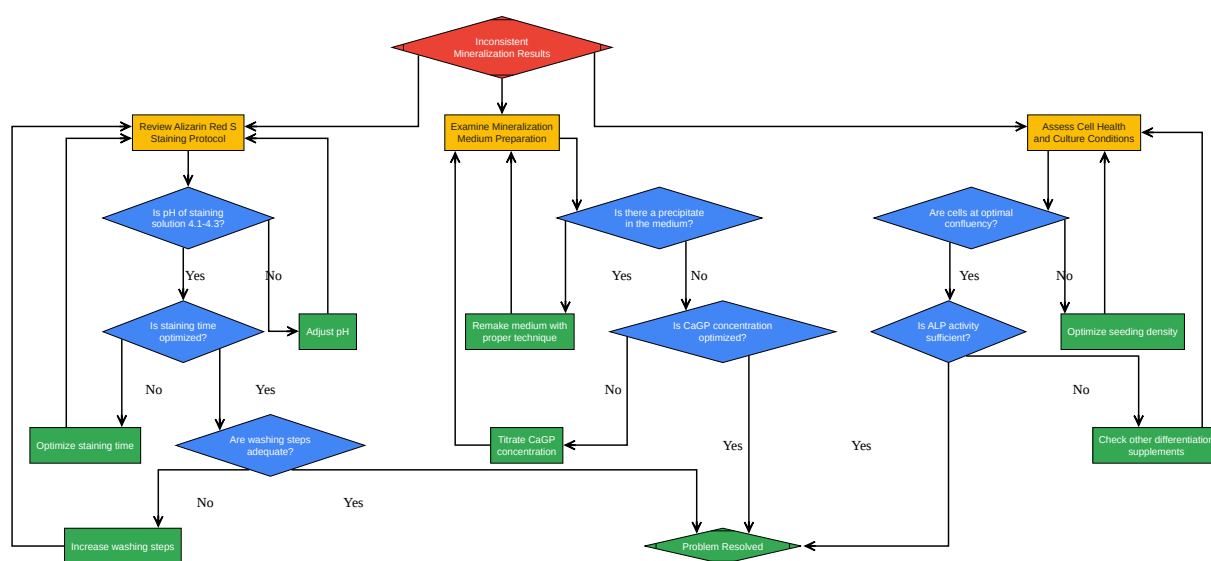 Inconsistent
Mineralization Results
Review Alizarin Red S
Staining Protocol
Examine Mineralization
Medium Preparation
Assess Cell Health
and Culture Conditions
Is pH of staining
solution 4.1-4.3?
Is there a precipitate
in the medium?
Are cells at optimal
confluency?
Yes
No
Yes
No
Yes
No
Is staining time
optimized?
Adjust pH
Remake medium with
proper technique
Is CaGP concentration
optimized?
Is ALP activity
sufficient?
Optimize seeding density
No
Yes
No
No
Optimize staining time
Are washing steps
adequate?
Titrate CaGP
concentration
Yes
Yes
Check other differentiation
supplements
No
Yes
Increase washing steps
Problem Resolved